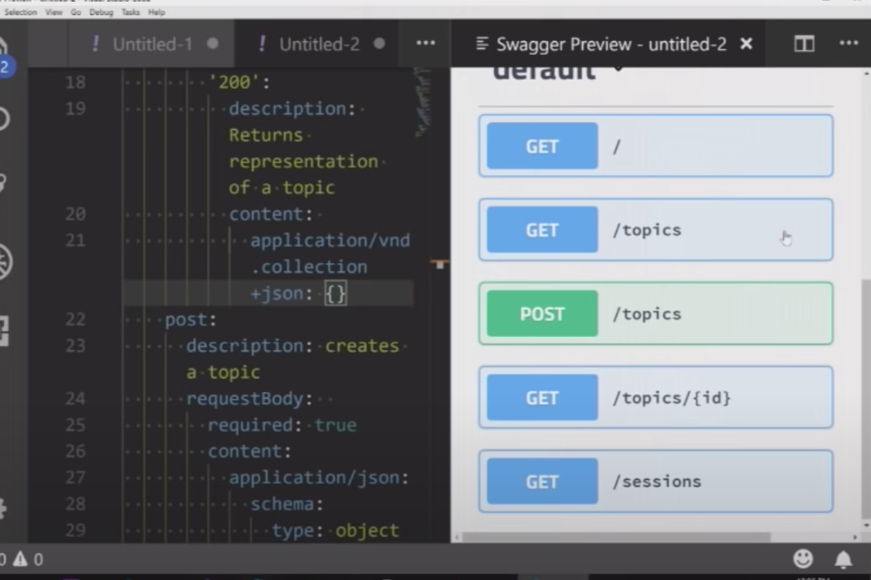 Selection View Go Debug Tasks Help
! Untitled-1
! Untitled-2
...
Swagger Preview - untitled-2 ×
...
2
18 '200':
19 description:
Returns
representation
of a topic
20 content:
21 application/vnd
.collection
+json: {}
22 post:
23 description: creates
a topic
24 requestBody:
25 required: true
26 content:
27 application/json:
28 schema:
29 type: object
default
GET /
GET /topics
POST /topics
GET /topics/{id}
GET /sessions
0 0